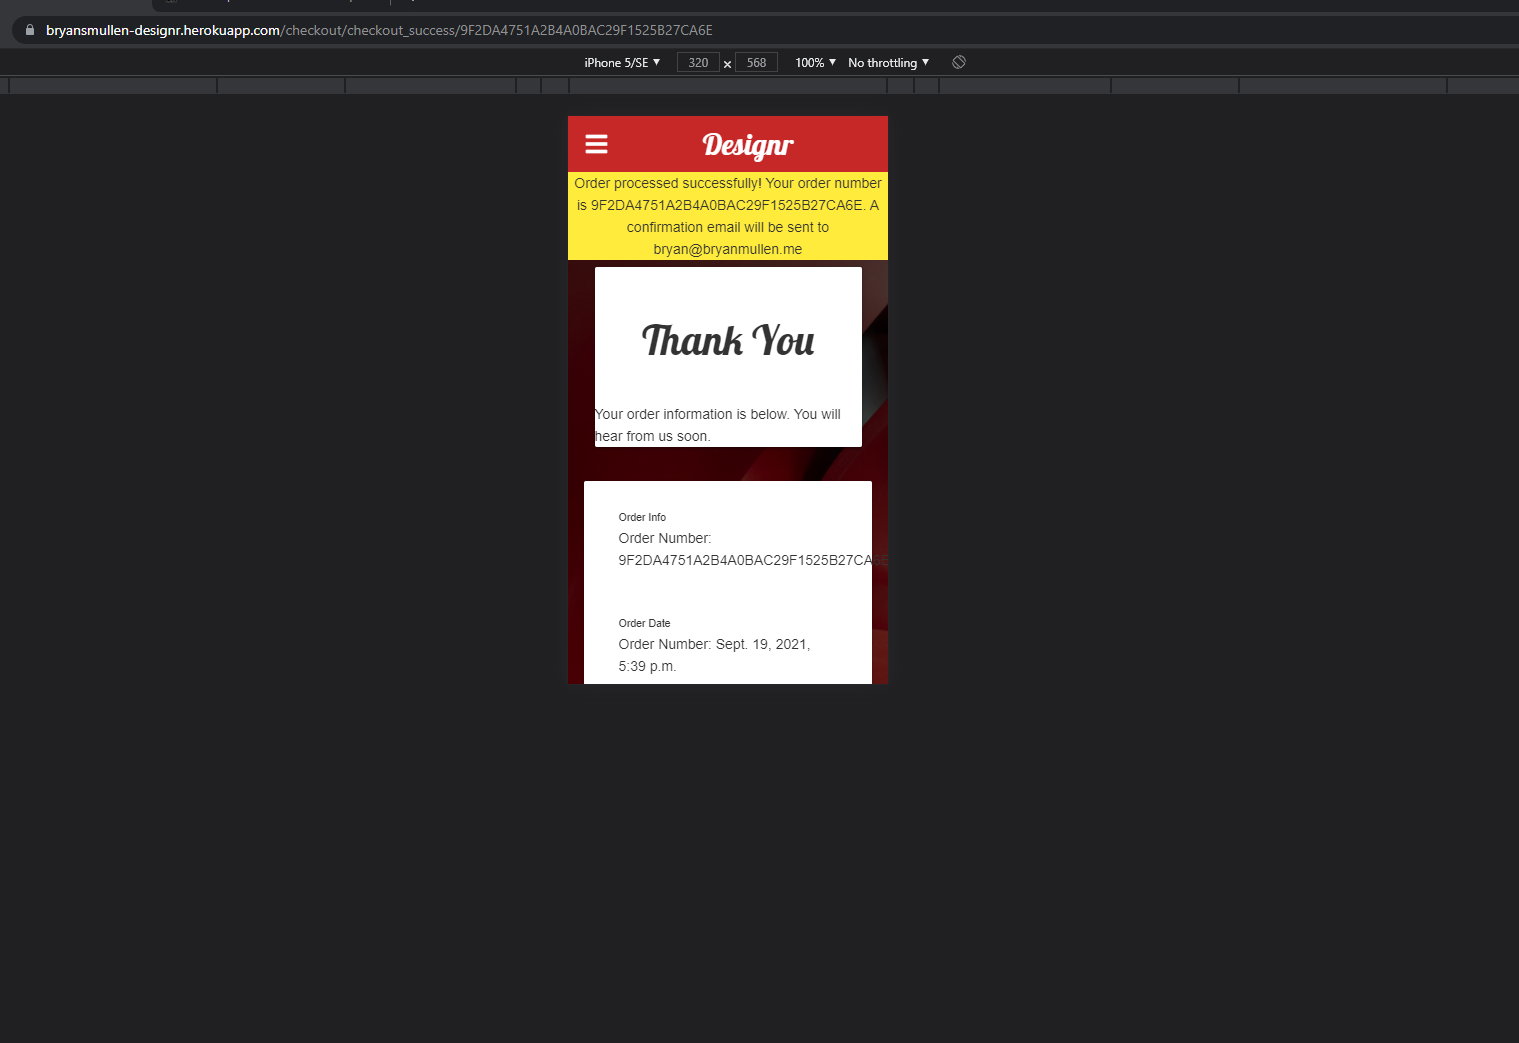 bryansmullen-designr.herokuapp.com/checkout/checkout_success/9F2DA4751A2B4A0BAC29F1525B27CA6E
iPhone 5/SE ▼ 320 × 568 100% ▼ No throttling ▼
Designr
Order processed successfully! Your order number
is 9F2DA4751A2B4A0BAC29F1525B27CA6E. A
confirmation email will be sent to
bryan@bryanmullen.me
Thank You
Your order information is below. You will
hear from us soon.
Order Info
Order Number:
9F2DA4751A2B4A0BAC29F1525B27CA6E
Order Date
Order Number: Sept. 19, 2021,
5:39 p.m.